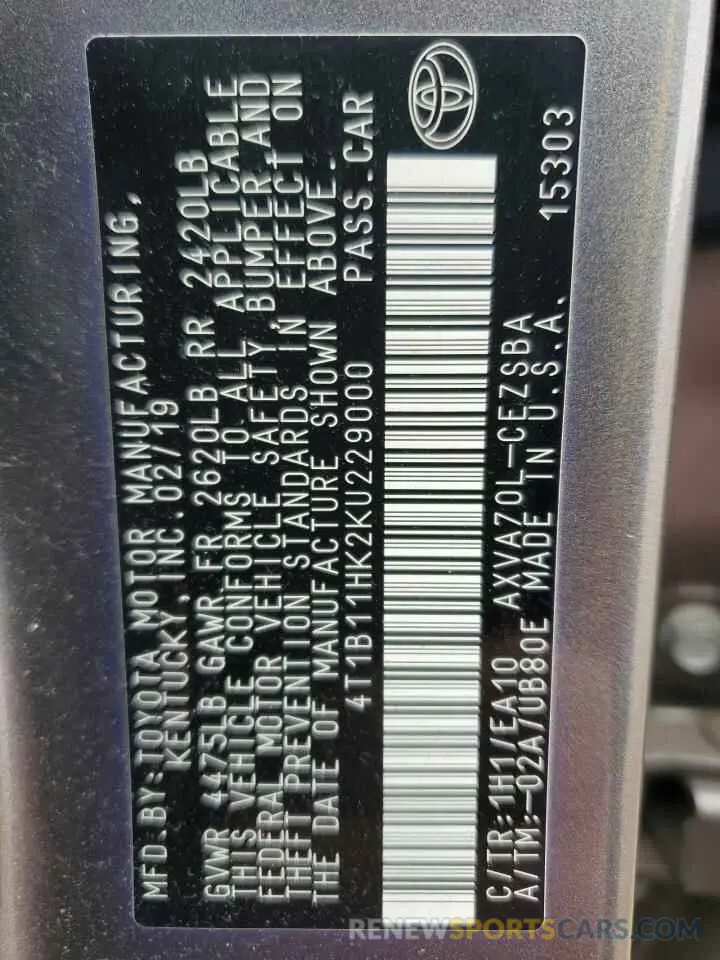 MFD.BY:TOYOTA MOTOR MANUFACTURING,
KENTUCKY,INC.02/19
GVWR 4475LB GAWR FR 2620LB RR 2420LB
THIS VEHICLE CONFORMS TO ALL APPLICABLE
FEDERAL MOTOR VEHICLE SAFETY, BUMPER, AND
THEFT PREVENTION STANDARDS IN EFFECT ON
THE DATE OF MANUFACTURE SHOWN ABOVE.
4T1B11HK2KU229000 PASS.CAR
C/TR:1H1/EA10 AXVA70L-CEZSBA 15303
A/TM:-02A/UB80E MADE IN U.S.A.
RENEWSFORCARS.COM